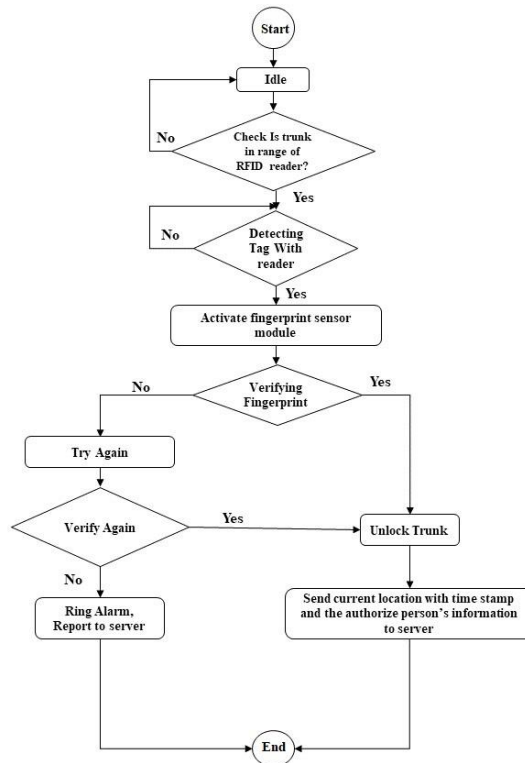 Start
Idle
No
Check Is trunk
in range of
RFID reader?
Yes
No
Detecting
Tag With
reader
Yes
Activate fingerprint sensor
module
No
Verifying
Fingerprint
Yes
Try Again
Verify Again
Yes
Unlock Trunk
No
Ring Alarm,
Report to server
Send current location with time stamp
and the authorize person's information
to server
End